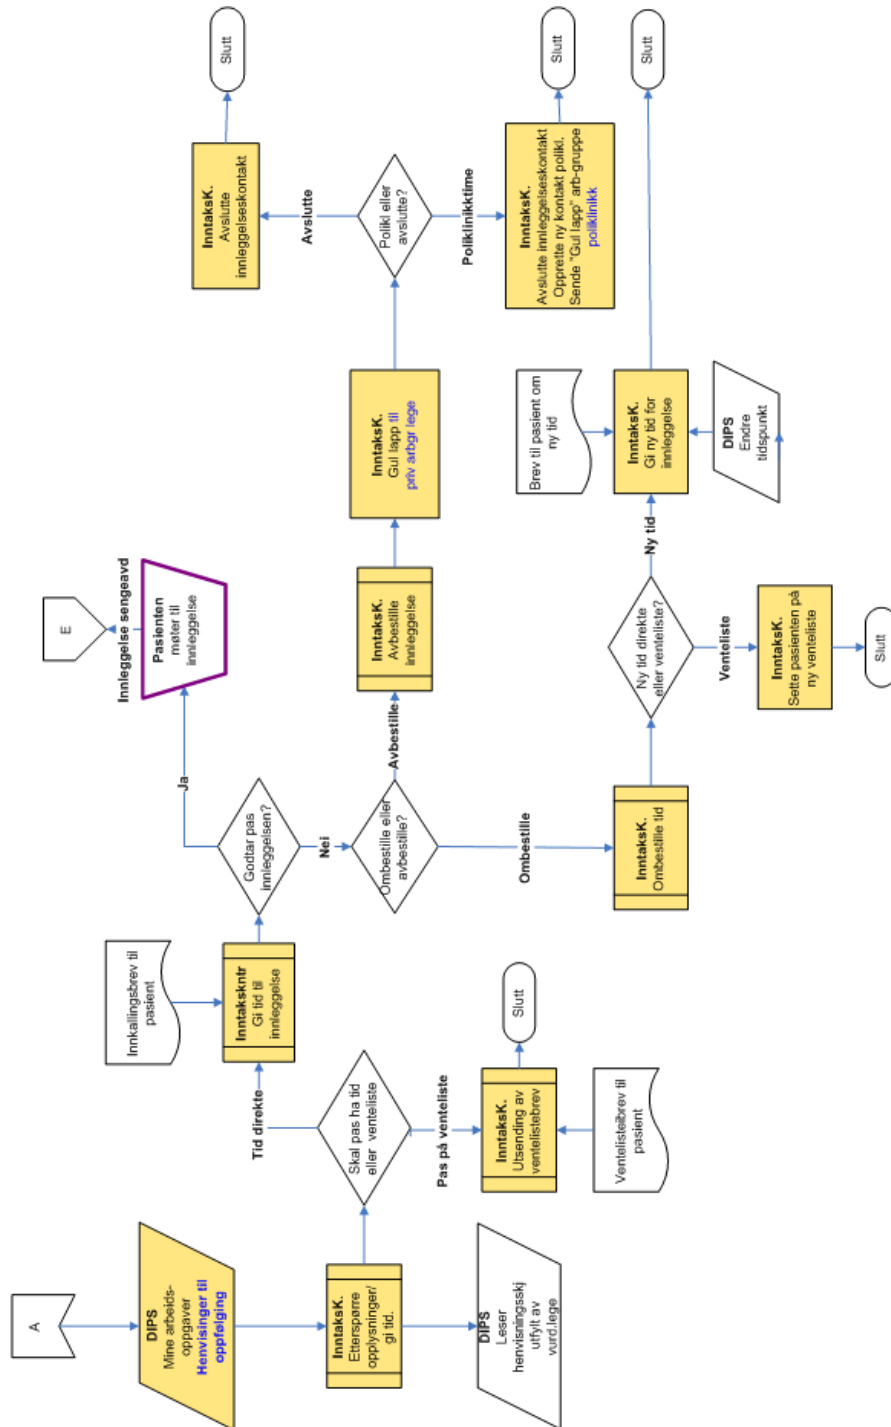 A
DIPS
Mine arbeids-
oppgaver
Henvisinger til
oppfølging
InntaksK.
Etterspørre
opplysninger/
gi tid.
DIPS
Leser
henvisningsskj
utfylt av
vurd.lege
Skal pas ha tid
eller venteliste
Tid direkte
Pas på venteliste
Innkallingsbrev til
pasient
Inntakskntr
Gi tid til
innleggelse
InntaksK.
Utsending av
ventelistebrev
Ventelisteibrev til
pasient
Slutt
Godtar pas
innleggelsen?
Ja
Nei
E
Innleggelse sengeavd
Pasienten
møter til
innleggelse
Ombestille eller
avbestille?
Avbestille
Ombestille
InntaksK.
Avbestille
innleggelse
InntaksK.
Ombestille tid
InntaksK.
Gul lapp til
priv arbgr lege
Ny tid direkte
eller venteliste?
Ny tid
Venteliste
InntaksK.
Sette pasienten på
ny venteliste
Slutt
Brev til pasient om
ny tid
InntaksK.
Gi ny tid for
innleggelse
DIPS
Endre
tidspunkt
Polikl eller
avslutte?
Avslutte
Poliklinikktime
InntaksK.
Avslutte
innleggelseskontakt
InntaksK.
Avslutte innleggelseskontakt
Opprette ny kontakt polikl.
Sende "Gul lapp" arb-gruppe
poliklinikk
Slutt
Slutt
Slutt